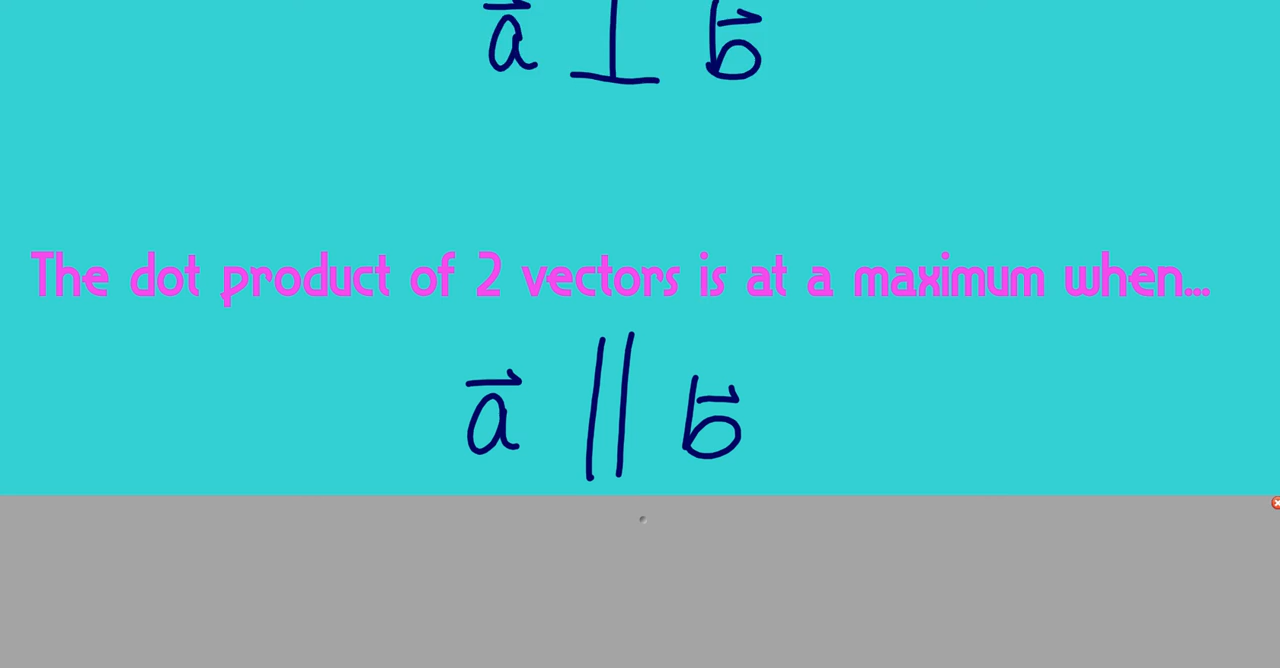 a⃗ ⊥ b⃗
The dot product of 2 vectors is at a maximum when...
a⃗ ∥ b⃗